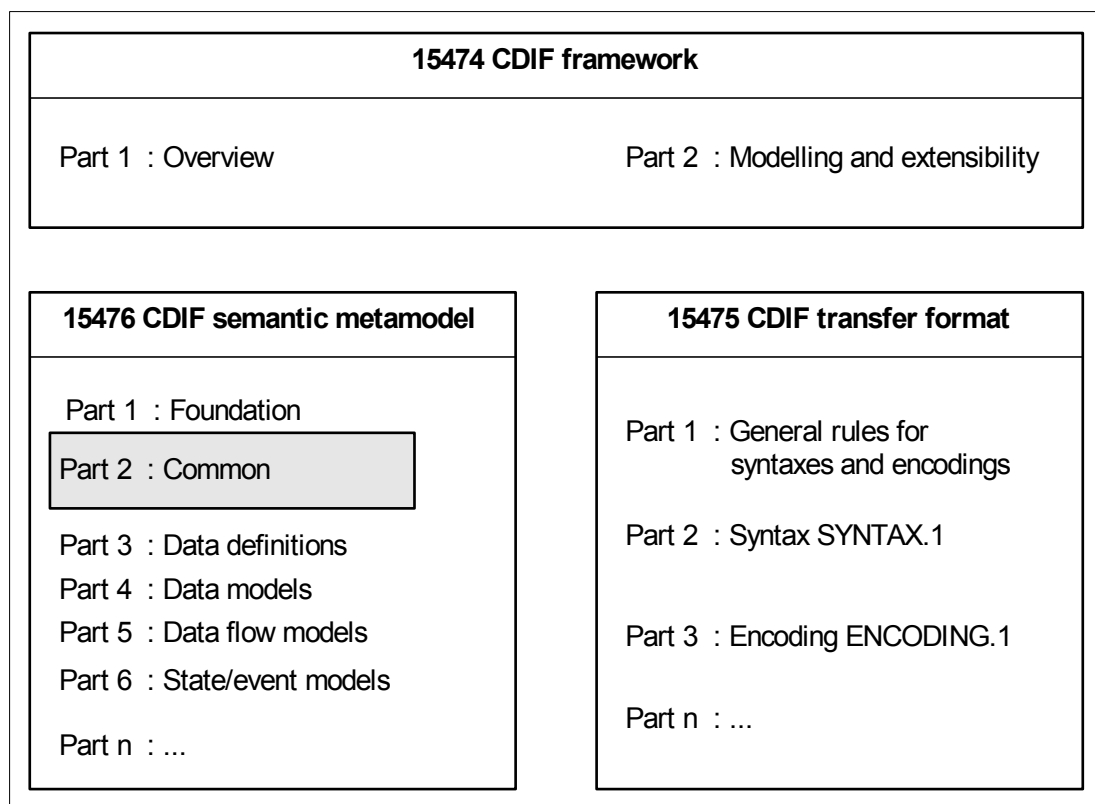 15474 CDIF framework
Part 1 : Overview
Part 2 : Modelling and extensibility
15476 CDIF semantic metamodel
Part 1 : Foundation
Part 2 : Common
Part 3 : Data definitions
Part 4 : Data models
Part 5 : Data flow models
Part 6 : State/event models
Part n : ...
15475 CDIF transfer format
Part 1 : General rules for
syntaxes and encodings
Part 2 : Syntax SYNTAX.1
Part 3 : Encoding ENCODING.1
Part n : ...